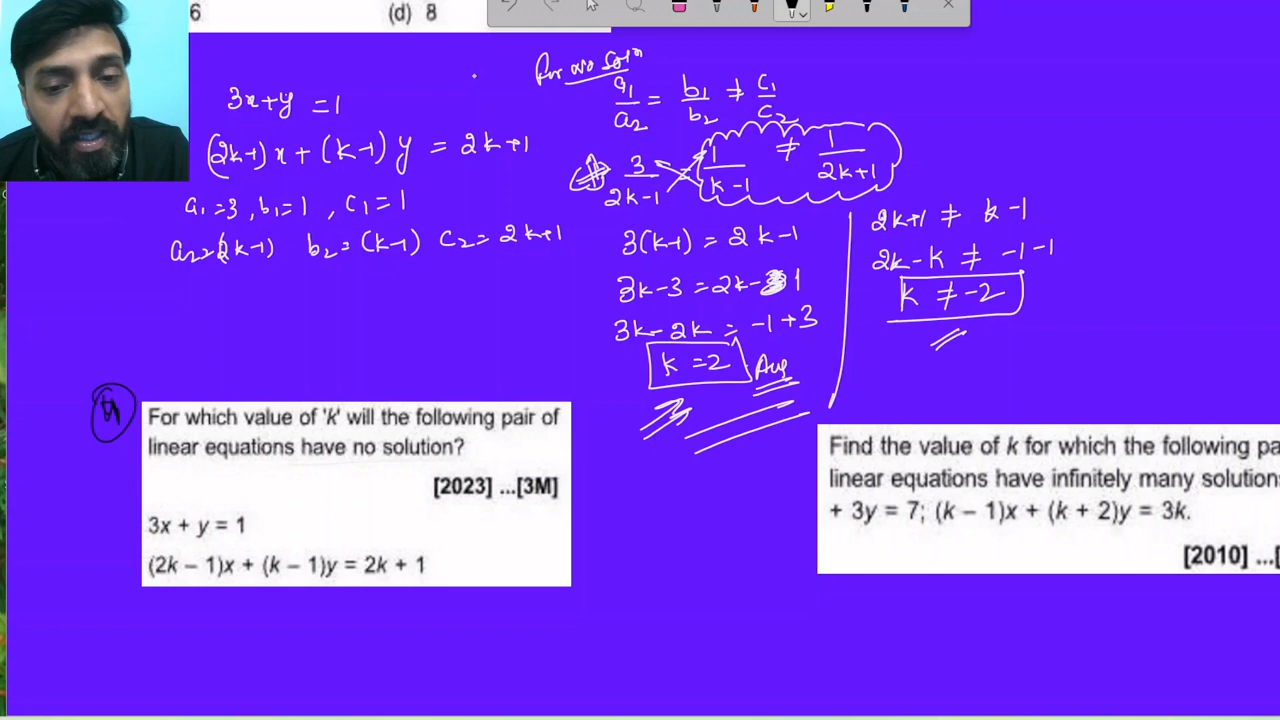 6 (d) 8
For no solⁿ
3x+y = 1
a₁/a₂ = b₁/b₂ ≠ c₁/c₂
(2k-1)x + (k-1)y = 2k+1
3/2k-1 = 1/k-1 ≠ 1/2k+1
a₁=3, b₁=1, c₁=1
a₂=(2k-1) b₂=(k-1) c₂=2k+1
3(k-1) = 2k-1
3k-3 = 2k-1
3k-2k = -1+3
k=2 Ans
2k+1 ≠ k-1
2k-k ≠ -1-1
k ≠ -2
For which value of 'k' will the following pair of
linear equations have no solution?
[2023] ...[3M]
3x + y = 1
(2k – 1)x + (k – 1)y = 2k + 1
Find the value of k for which the following pa
linear equations have infinitely many solution
+ 3y = 7; (k – 1)x + (k + 2)y = 3k.
[2010] ...[